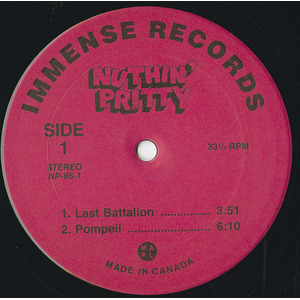 IMMENSE RECORDS
NUTHIN'
PRITTY
SIDE
1
33⅓ RPM
STEREO
NP-86-1
1. Last Battalion .............. 3:51
2. Pompeii ...................... 6:10
M A
P L
MADE IN CANADA